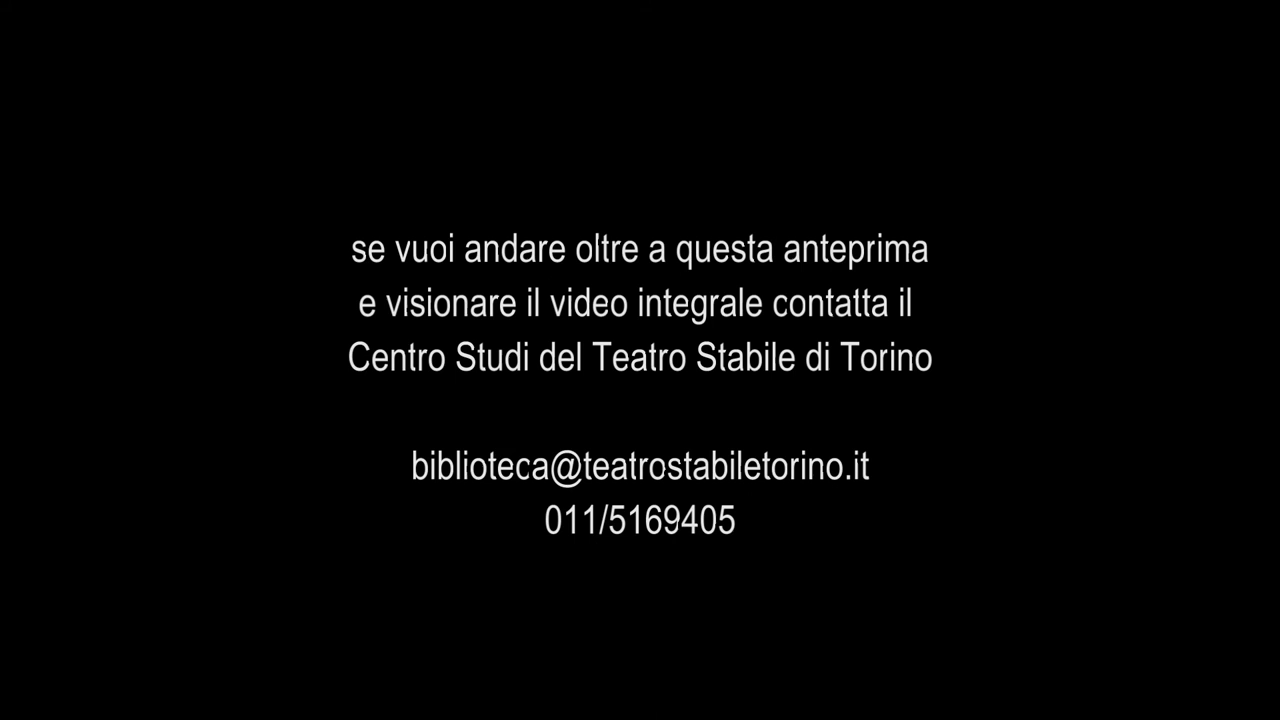 se vuoi andare oltre a questa anteprima
e visionare il video integrale contatta il
Centro Studi del Teatro Stabile di Torino
biblioteca@teatrostabiletorino.it
011/5169405